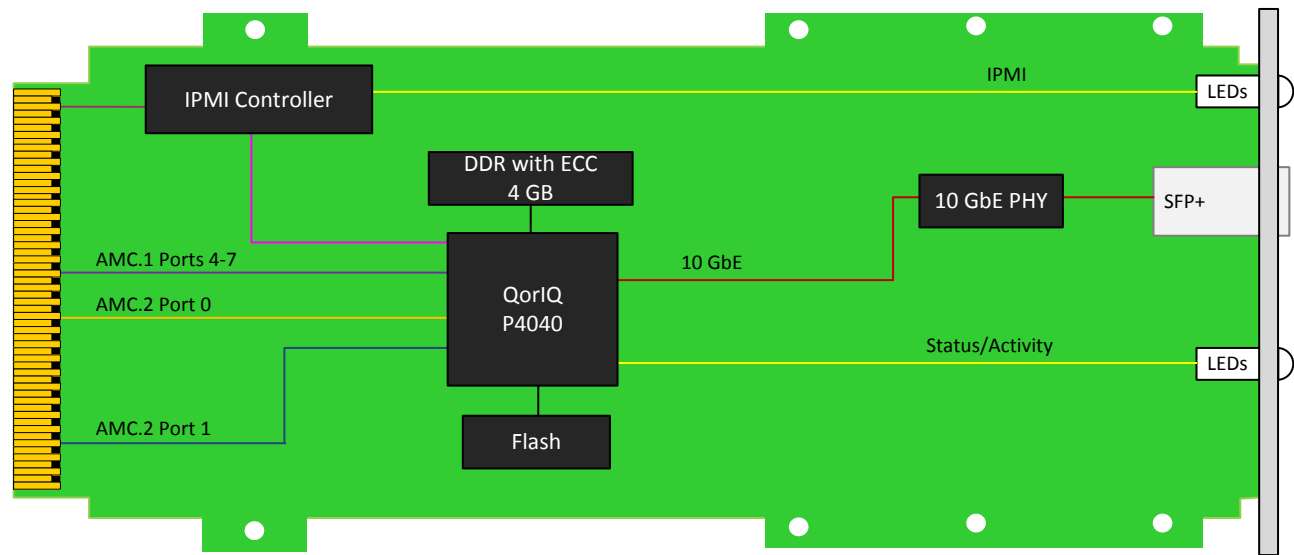 IPMI
IPMI Controller
LEDs
DDR with ECC
4 GB
10 GbE PHY
SFP+
AMC.1 Ports 4-7
10 GbE
QorIQ
P4040
AMC.2 Port 0
Status/Activity
LEDs
AMC.2 Port 1
Flash